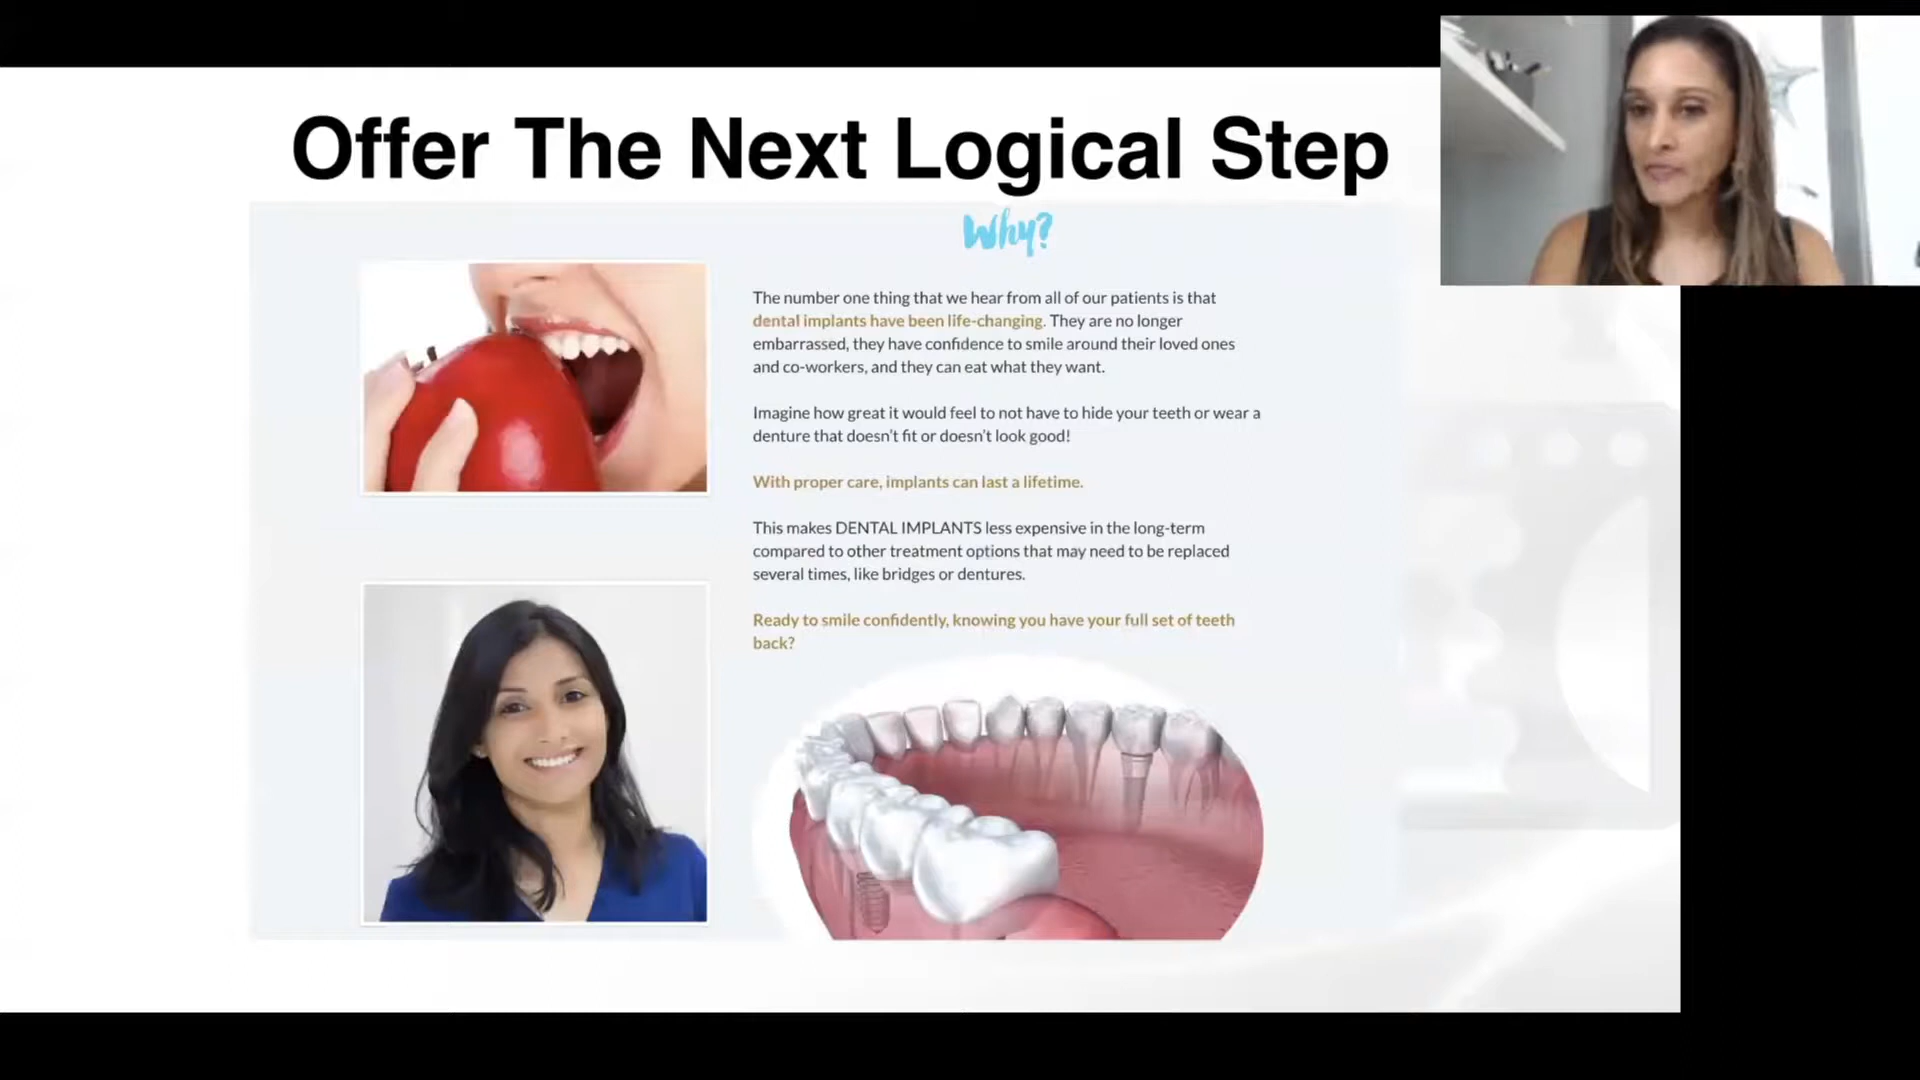 Offer The Next Logical Step
Why?
The number one thing that we hear from all of our patients is that
dental implants have been life-changing. They are no longer
embarrassed, they have confidence to smile around their loved ones
and co-workers, and they can eat what they want.
Imagine how great it would feel to not have to hide your teeth or wear a
denture that doesn't fit or doesn't look good!
With proper care, implants can last a lifetime.
This makes DENTAL IMPLANTS less expensive in the long-term
compared to other treatment options that may need to be replaced
several times, like bridges or dentures.
Ready to smile confidently, knowing you have your full set of teeth
back?